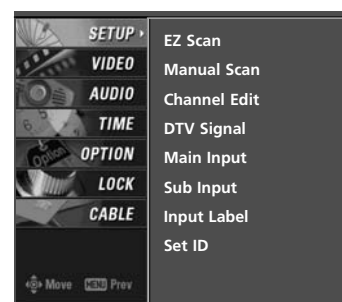 SETUP
VIDEO
AUDIO
TIME
OPTION
LOCK
CABLE
Move MENU Prev
EZ Scan
Manual Scan
Channel Edit
DTV Signal
Main Input
Sub Input
Input Label
Set ID